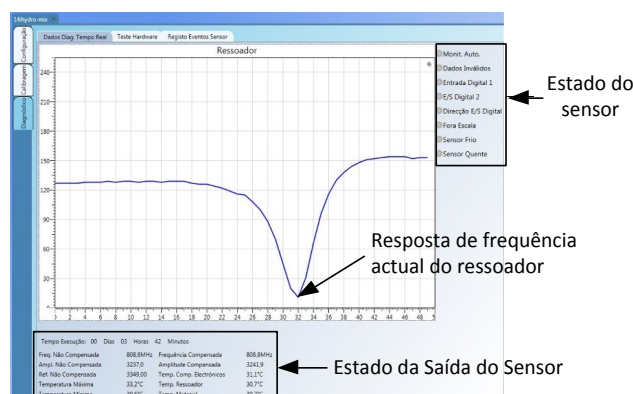 14hydro-mix
Configuração
Calibragem
Diagnóstico
Dados Diag. Tempo Real Teste Hardware Registo Eventos Sensor
Ressoador
240
210
180
150
120
90
60
30
2 4 6 8 10 12 14 16 18 20 22 24 26 28 30 32 34 36 38 40 42 44 46 48
Monit. Auto.
Dados Inválidos
Entrada Digital 1
E/S Digital 2
Direcção E/S Digital
Fora Escala
Sensor Frio
Sensor Quente
Estado do
sensor
Resposta de frequência
actual do ressoador
Tempo Execução: 00 Dias 03 Horas 42 Minutos
Freq. Não Compensada 808,8MHz Frequência Compensada 808,8MHz
Ampl. Não Compensada 3237,0 Amplitude Compensada 3241,9
Ref. Não Compensada 3349,00 Temp. Comp. Electrónicos 31,1°C
Temperatura Máxima 33,2°C Temp. Ressoador 30,7°C
Temperatura Mínima Temp. Material
Estado da Saída do Sensor